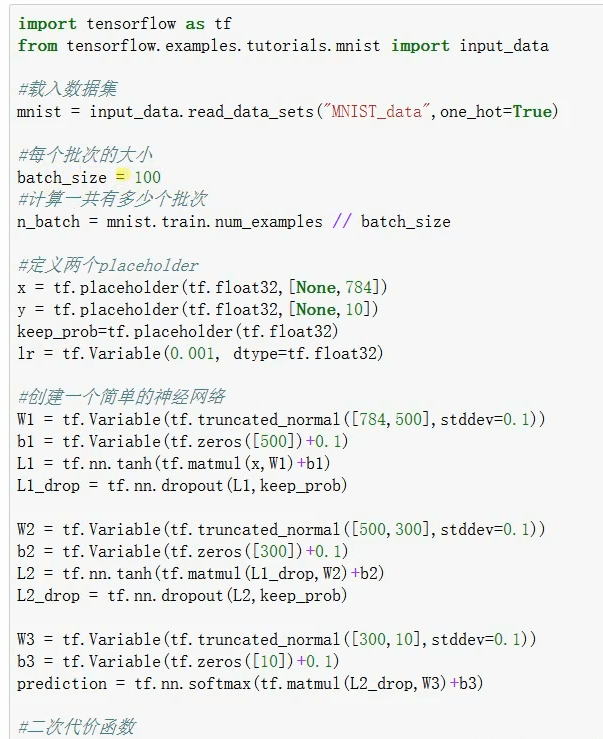 import tensorflow as tf
from tensorflow.examples.tutorials.mnist import input_data

#载入数据集
mnist = input_data.read_data_sets("MNIST_data",one_hot=True)

#每个批次的大小
batch_size = 100
#计算一共有多少个批次
n_batch = mnist.train.num_examples // batch_size

#定义两个placeholder
x = tf.placeholder(tf.float32,[None,784])
y = tf.placeholder(tf.float32,[None,10])
keep_prob=tf.placeholder(tf.float32)
lr = tf.Variable(0.001, dtype=tf.float32)

#创建一个简单的神经网络
W1 = tf.Variable(tf.truncated_normal([784,500],stddev=0.1))
b1 = tf.Variable(tf.zeros([500])+0.1)
L1 = tf.nn.tanh(tf.matmul(x,W1)+b1)
L1_drop = tf.nn.dropout(L1,keep_prob)

W2 = tf.Variable(tf.truncated_normal([500,300],stddev=0.1))
b2 = tf.Variable(tf.zeros([300])+0.1)
L2 = tf.nn.tanh(tf.matmul(L1_drop,W2)+b2)
L2_drop = tf.nn.dropout(L2,keep_prob)

W3 = tf.Variable(tf.truncated_normal([300,10],stddev=0.1))
b3 = tf.Variable(tf.zeros([10])+0.1)
prediction = tf.nn.softmax(tf.matmul(L2_drop,W3)+b3)

#二次代价函数